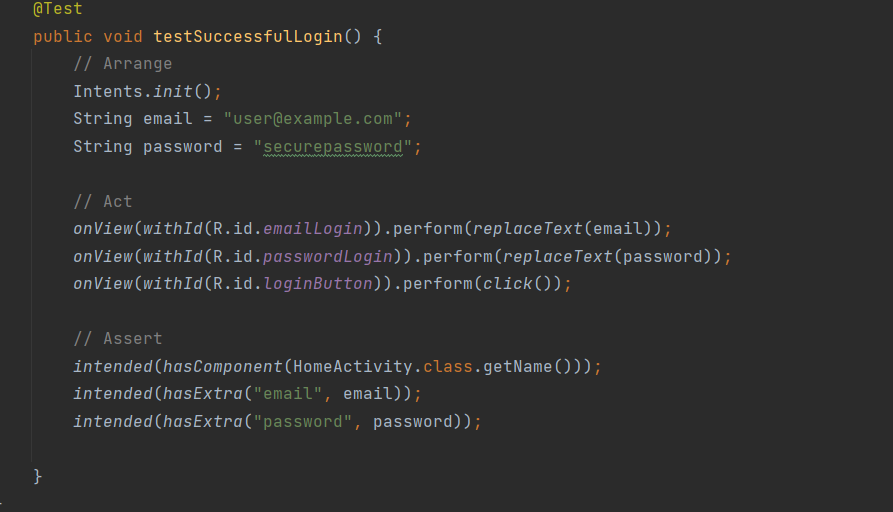 @Test
public void testSuccessfulLogin() {
// Arrange
Intents.init();
String email = "user@example.com";
String password = "securepassword";
// Act
onView(withId(R.id.emailLogin)).perform(replaceText(email));
onView(withId(R.id.passwordLogin)).perform(replaceText(password));
onView(withId(R.id.loginButton)).perform(click());
// Assert
intended(hasComponent(HomeActivity.class.getName()));
intended(hasExtra("email", email));
intended(hasExtra("password", password));
}